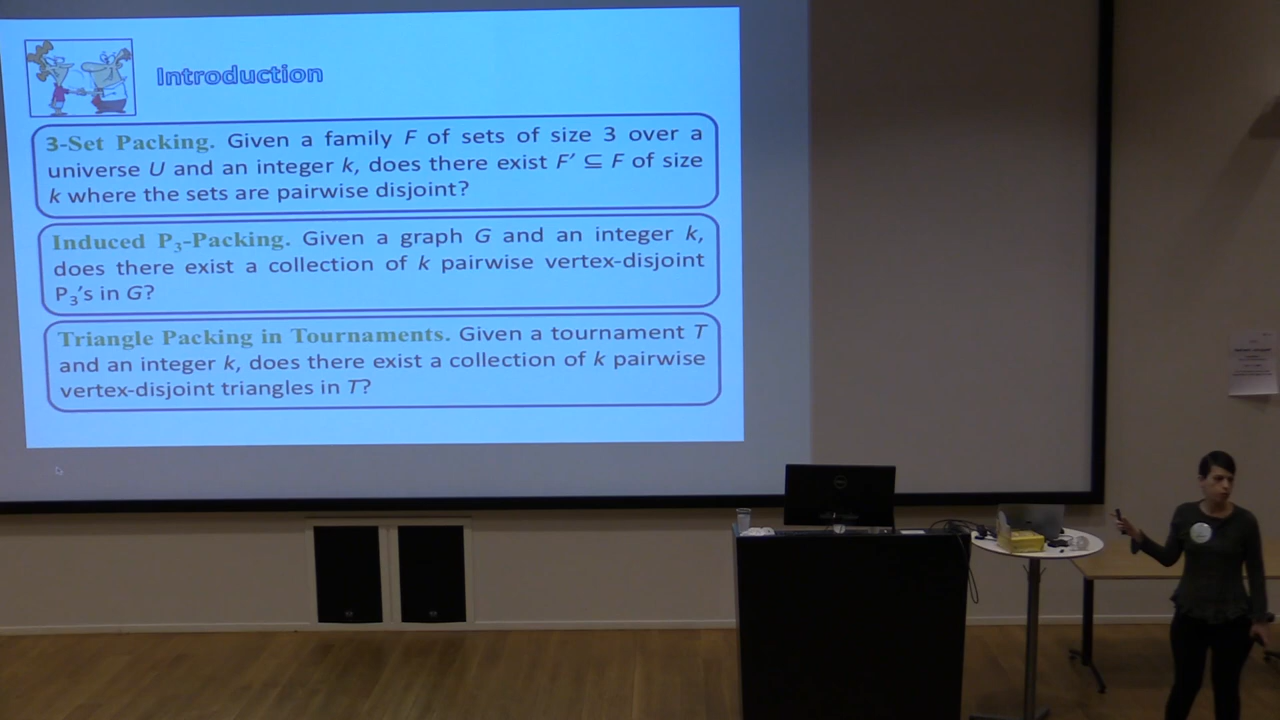 Introduction
3-Set Packing. Given a family F of sets of size 3 over a
universe U and an integer k, does there exist F' ⊆ F of size
k where the sets are pairwise disjoint?
Induced P₃-Packing. Given a graph G and an integer k,
does there exist a collection of k pairwise vertex-disjoint
P₃'s in G?
Triangle Packing in Tournaments. Given a tournament T
and an integer k, does there exist a collection of k pairwise
vertex-disjoint triangles in T?